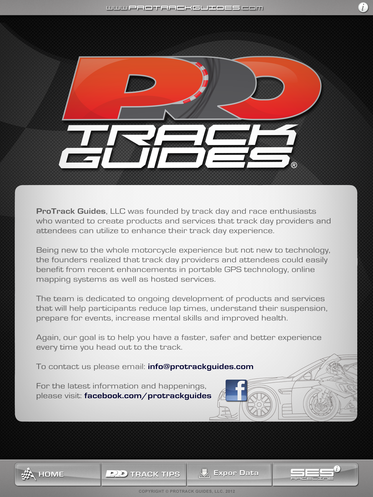 www.PROTRACKGUIDES.com
i
PRO
TRACK
GUIDES®
ProTrack Guides, LLC was founded by track day and race enthusiasts
who wanted to create products and services that track day providers and
attendees can utilize to enhance their track day experience.
Being new to the whole motorcycle experience but not new to technology,
the founders realized that track day providers and attendees could easily
benefit from recent enhancements in portable GPS technology, online
mapping systems as well as hosted services.
The team is dedicated to ongoing development of products and services
that will help participants reduce lap times, understand their suspension,
prepare for events, increase mental skills and improved health.
Again, our goal is to help you have a faster, safer and better experience
every time you head out to the track.
To contact us please email: info@protrackguides.com
For the latest information and happenings,
please visit: facebook.com/protrackguides
f
HOME
PRO TRACK TIPS
Expor Data
SES i
COPYRIGHT © PROTRACK GUIDES, LLC. 2012